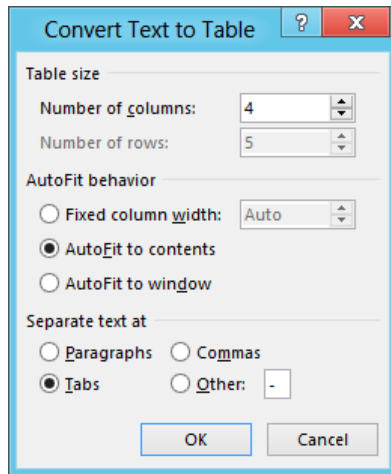 Convert Text to Table ? x
Table size
Number of columns: 4
Number of rows: 5
AutoFit behavior
Fixed column width: Auto
AutoFit to contents
AutoFit to window
Separate text at
Paragraphs Commas
Tabs Other: -
OK Cancel